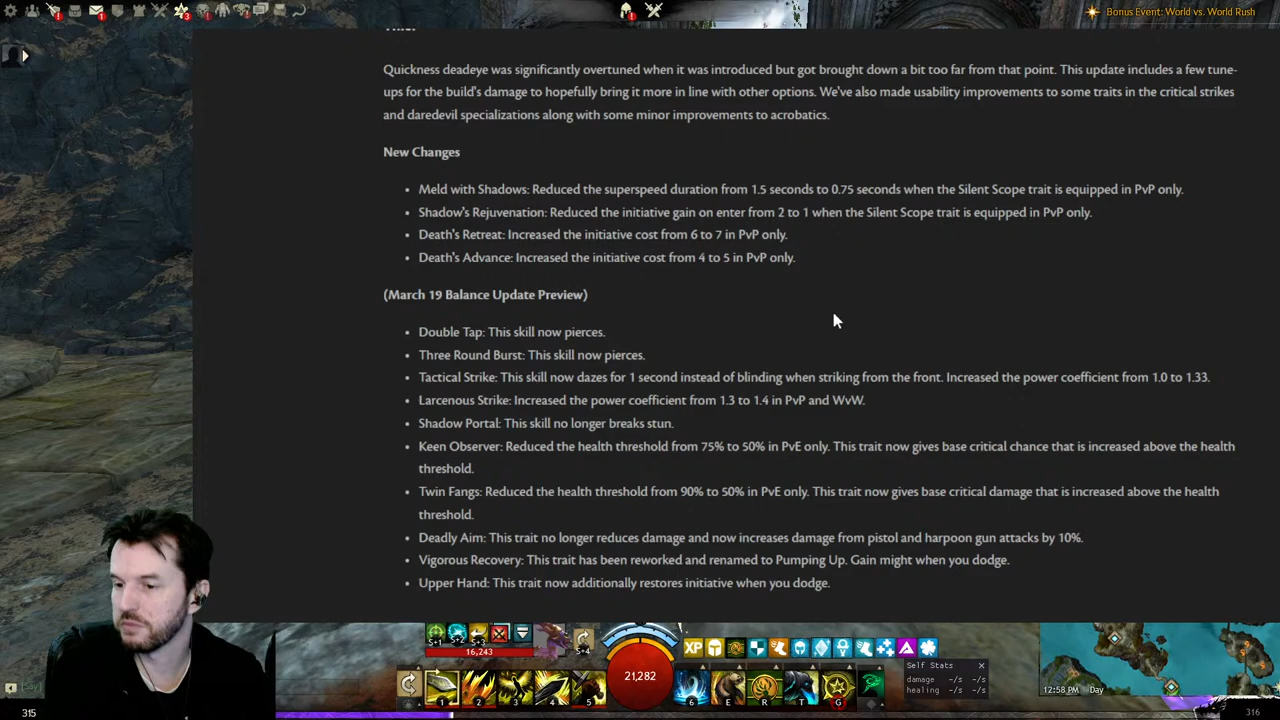 Bonus Event: World vs. World Rush
Quickness deadeye was significantly overtuned when it was introduced but got brought down a bit too far from that point. This update includes a few tune-
ups for the build's damage to hopefully bring it more in line with other options. We've also made usability improvements to some traits in the critical strikes
and daredevil specializations along with some minor improvements to acrobatics.
New Changes
• Meld with Shadows: Reduced the superspeed duration from 1.5 seconds to 0.75 seconds when the Silent Scope trait is equipped in PvP only.
• Shadow's Rejuvenation: Reduced the initiative gain on enter from 2 to 1 when the Silent Scope trait is equipped in PvP only.
• Death's Retreat: Increased the initiative cost from 6 to 7 in PvP only.
• Death's Advance: Increased the initiative cost from 4 to 5 in PvP only.
(March 19 Balance Update Preview)
• Double Tap: This skill now pierces.
• Three Round Burst: This skill now pierces.
• Tactical Strike: This skill now dazes for 1 second instead of blinding when striking from the front. Increased the power coefficient from 1.0 to 1.33.
• Larcenous Strike: Increased the power coefficient from 1.3 to 1.4 in PvP and WvW.
• Shadow Portal: This skill no longer breaks stun.
• Keen Observer: Reduced the health threshold from 75% to 50% in PvE only. This trait now gives base critical chance that is increased above the health
threshold.
• Twin Fangs: Reduced the health threshold from 90% to 50% in PvE only. This trait now gives base critical damage that is increased above the health
threshold.
• Deadly Aim: This trait no longer reduces damage and now increases damage from pistol and harpoon gun attacks by 10%.
• Vigorous Recovery: This trait has been reworked and renamed to Pumping Up. Gain might when you dodge.
• Upper Hand: This trait now additionally restores initiative when you dodge.
S+1 S+2 S+3 S+4
16,243
21,282
XP
Self Stats
damage -/s -/s
healing -/s -/s
12:58 PM Day
1 2 3 4 5 6 E R T G
[Say]
315
316